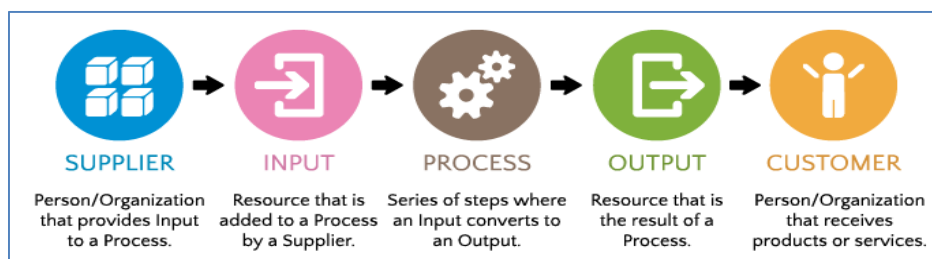 SUPPLIER
Person/Organization
that provides Input
to a Process.
INPUT
Resource that is
added to a Process
by a Supplier.
PROCESS
Series of steps where
an Input converts to
an Output.
OUTPUT
Resource that is
the result of a
Process.
CUSTOMER
Person/Organization
that receives
products or services.